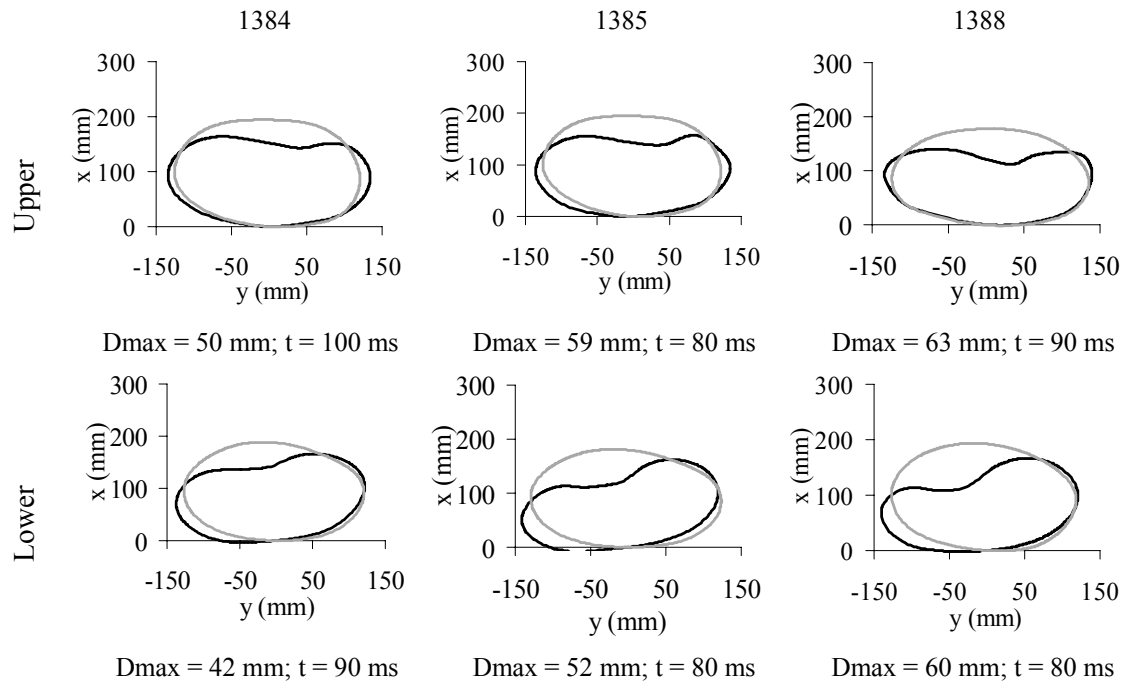 1384 1385 1388
Upper
x (mm)
300
200
100
0
-150 -50 50 150
y (mm)
x (mm)
300
200
100
0
-150 -50 50 150
y (mm)
x (mm)
300
200
100
0
-150 -50 50 150
y (mm)
Dmax = 50 mm; t = 100 ms
Dmax = 59 mm; t = 80 ms
Dmax = 63 mm; t = 90 ms
Lower
x (mm)
300
200
100
0
-150 -50 50 150
y (mm)
x (mm)
300
200
100
0
-150 -50 50 150
y (mm)
x (mm)
300
200
100
0
-150 -50 50 150
y (mm)
Dmax = 42 mm; t = 90 ms
Dmax = 52 mm; t = 80 ms
Dmax = 60 mm; t = 80 ms